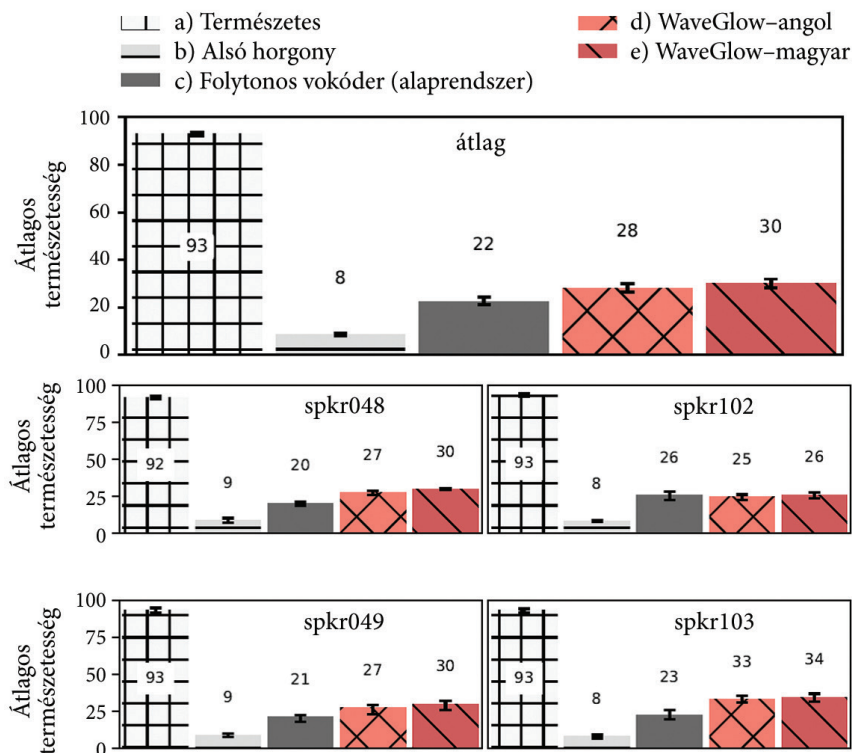 a) Természetes
b) Alsó horgony
c) Folytonos vokóder (alaprendszer)
d) WaveGlow–angol
e) WaveGlow–magyar
Átlagos
természetesség
100
80
60
40
20
0
átlag
93
8
22
28
30
Átlagos
természetesség
100
75
50
25
0
spkr048
92
9
20
27
30
spkr102
93
8
26
25
26
Átlagos
természetesség
100
75
50
25
0
spkr049
93
9
21
27
30
spkr103
93
8
23
33
34